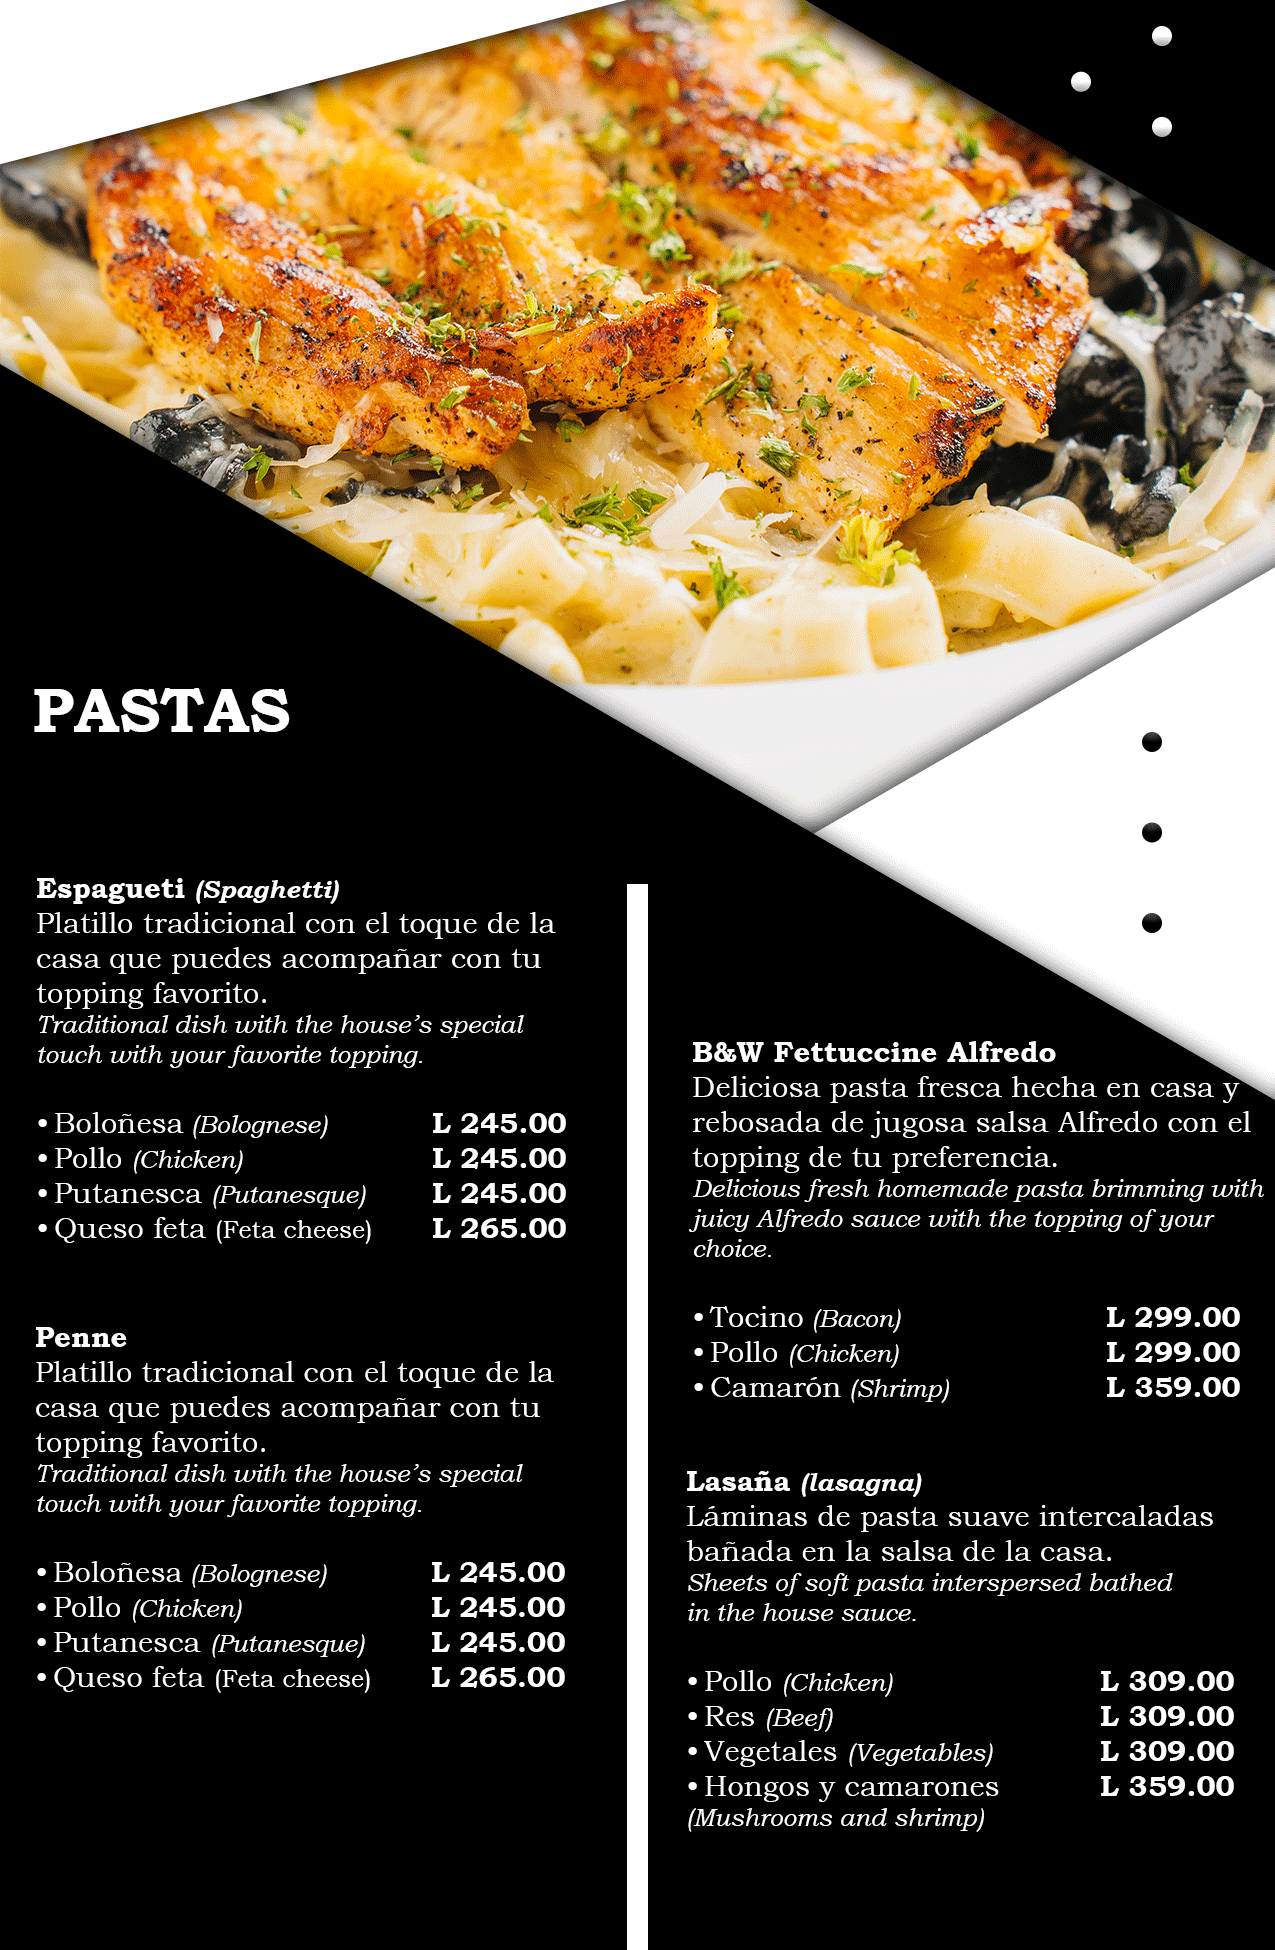 PASTAS
Espagueti (Spaghetti)
Platillo tradicional con el toque de la
casa que puedes acompañar con tu
topping favorito.
Traditional dish with the house’s special
touch with your favorite topping.
• Boloñesa (Bolognese) L 245.00
• Pollo (Chicken) L 245.00
• Putanesca (Putanesque) L 245.00
• Queso feta (Feta cheese) L 265.00
Penne
Platillo tradicional con el toque de la
casa que puedes acompañar con tu
topping favorito.
Traditional dish with the house’s special
touch with your favorite topping.
• Boloñesa (Bolognese) L 245.00
• Pollo (Chicken) L 245.00
• Putanesca (Putanesque) L 245.00
• Queso feta (Feta cheese) L 265.00
B&W Fettuccine Alfredo
Deliciosa pasta fresca hecha en casa y
rebosada de jugosa salsa Alfredo con el
topping de tu preferencia.
Delicious fresh homemade pasta brimming with
juicy Alfredo sauce with the topping of your
choice.
• Tocino (Bacon) L 299.00
• Pollo (Chicken) L 299.00
• Camarón (Shrimp) L 359.00
Lasaña (lasagna)
Láminas de pasta suave intercaladas
bañada en la salsa de la casa.
Sheets of soft pasta interspersed bathed
in the house sauce.
• Pollo (Chicken) L 309.00
• Res (Beef) L 309.00
• Vegetales (Vegetables) L 309.00
• Hongos y camarones L 359.00
(Mushrooms and shrimp)